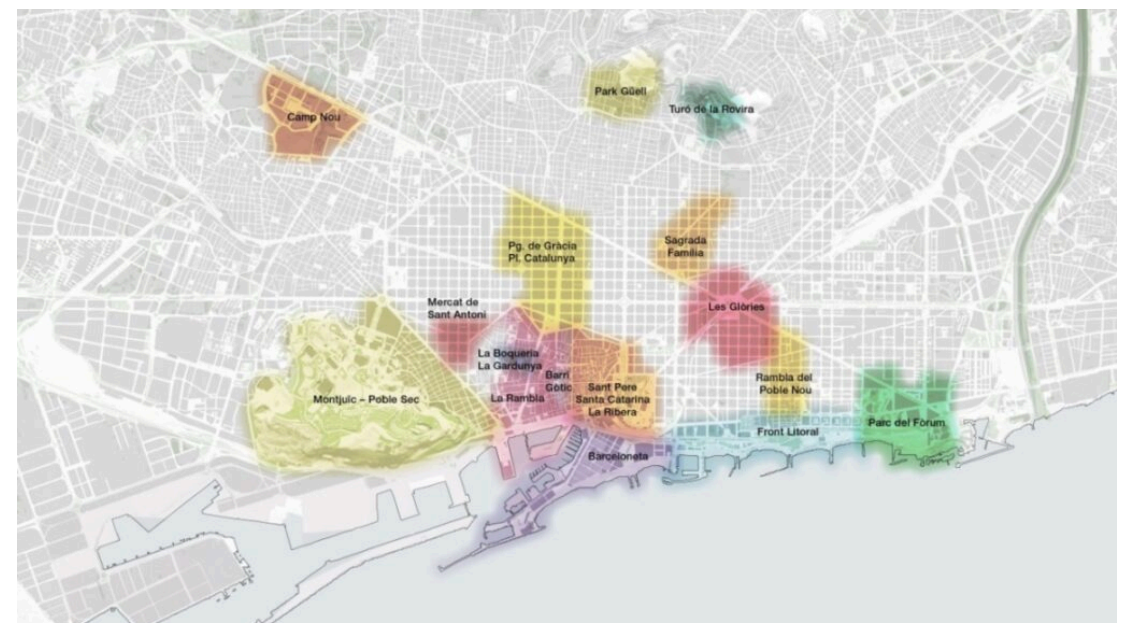 Park Güell
Turó de la Rovira
Camp Nou
Pg. de Gràcia
Pl. Catalunya
Sagrada
Família
Mercat de
Sant Antoni
Les Glòries
La Boqueria
La Gardunya
Barri
Gòtic
La Rambla
Sant Pere
Santa Catarina
La Ribera
Rambla del
Poble Nou
Montjuïc – Poble Sec
Front Litoral
Parc del Fòrum
Barceloneta